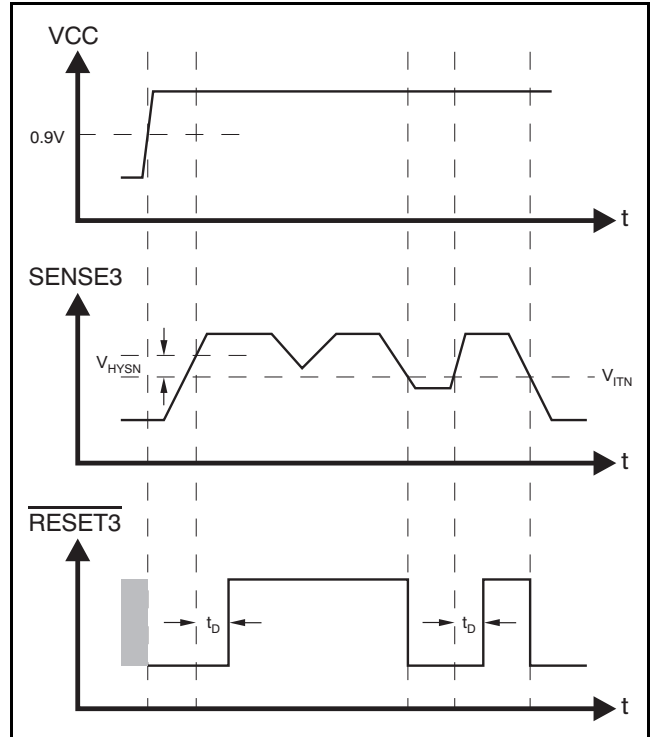 VCC
0.9V
t
SENSE3
VHYSN
VITN
t
RESET3
tD
tD
t